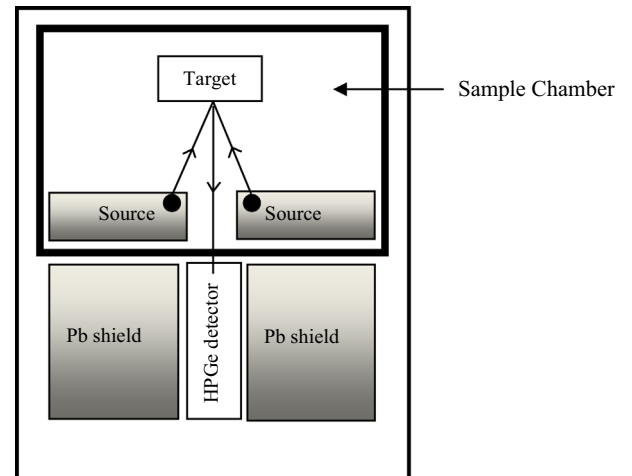 Target
Sample Chamber
Source
Source
Pb shield
HPGe detector
Pb shield